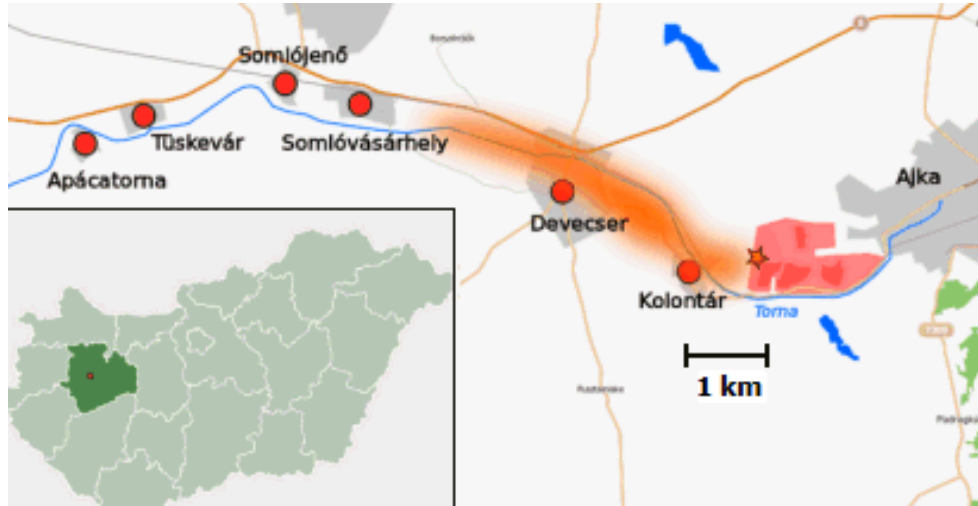 Somlójenő
Tüskevár
Somlóvásárhely
Apácatorna
Ajka
Devecser
Kolontár
Torna
1 km